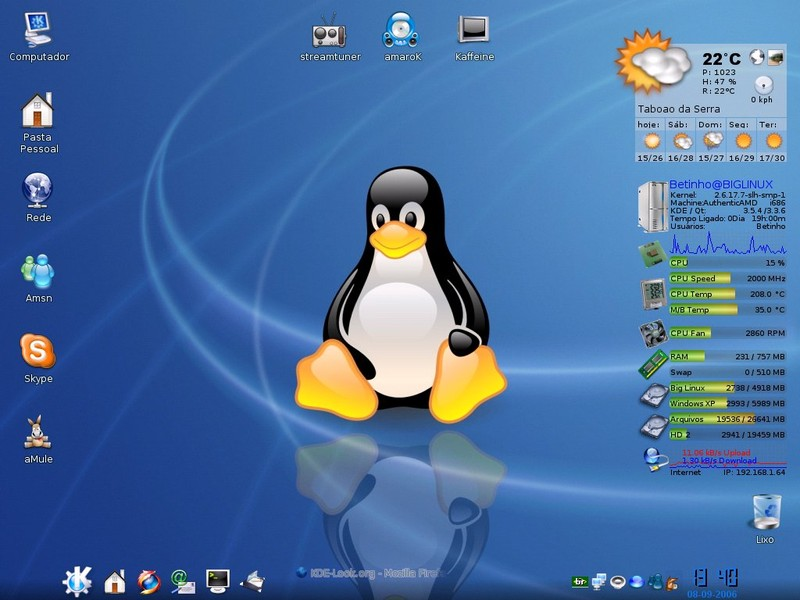 Computador
streamtuner
amaroK
Kaffeine
Pasta
Pessoal
Rede
Amsn
Skype
aMule
22°C
P: 1023
H: 47 %
R: 22°C
0 kph
Taboao da Serra
hoje: Sáb: Dom: Seg: Ter:
15/26 16/28 15/27 16/29 17/30
Betinho@BIGLINUX
Kernel: 2.6.17.7-slh-smp-1
Machine:AuthenticAMD i686
KDE / Qt: 3.5.4 /3.3.6
Tempo Ligado: 0Dia 19h:00m
Usuários: Betinho
CPU 15 %
CPU Speed 2000 MHz
CPU Temp 208.0 °C
M/B Temp 35.0 °C
CPU Fan 2860 RPM
RAM 231 / 757 MB
Swap 0 / 510 MB
Big Linux 2738 / 4918 MB
Windows XP 2993 / 5989 MB
Arquivos 19536 / 26641 MB
HD 2 2941 / 19459 MB
11.06 kB/s Upload
1.30 kB/s Download
Internet IP: 192.168.1.64
Lixo
KDE-Look.org - Mozilla Firef
br
19 40
08-09-2006